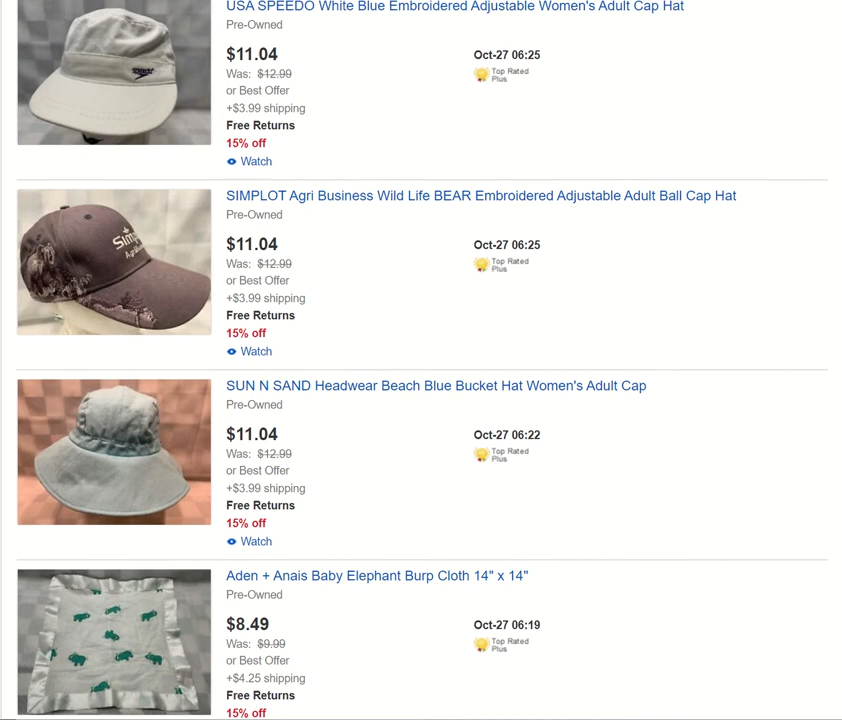 USA SPEEDO White Blue Embroidered Adjustable Women's Adult Cap Hat
Pre-Owned
$11.04
Oct-27 06:25
Was: $12.99
Top Rated
Plus
or Best Offer
+$3.99 shipping
Free Returns
15% off
Watch
speedo
SIMPLOT Agri Business Wild Life BEAR Embroidered Adjustable Adult Ball Cap Hat
Pre-Owned
$11.04
Oct-27 06:25
Was: $12.99
Top Rated
Plus
or Best Offer
+$3.99 shipping
Free Returns
15% off
Watch
SUN N SAND Headwear Beach Blue Bucket Hat Women's Adult Cap
Pre-Owned
$11.04
Oct-27 06:22
Was: $12.99
Top Rated
Plus
or Best Offer
+$3.99 shipping
Free Returns
15% off
Watch
Aden + Anais Baby Elephant Burp Cloth 14" x 14"
Pre-Owned
$8.49
Oct-27 06:19
Was: $9.99
Top Rated
Plus
or Best Offer
+$4.25 shipping
Free Returns
15% off